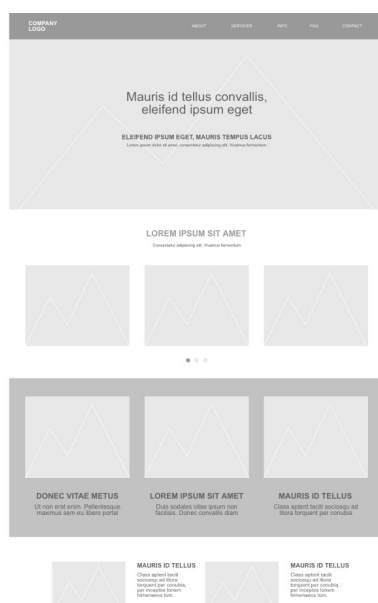 COMPANY
LOGO
ABOUT
SERVICES
INFO
FAQ
CONTACT
Mauris id tellus convallis,
eleifend ipsum eget
ELEIFEND IPSUM EGET, MAURIS TEMPUS LACUS
Lorem ipsum dolor sit amet, consectetur adipiscing elit. Vivamus fermentum
LOREM IPSUM SIT AMET
Consectetur adipiscing elit. Vivamus fermentum
DONEC VITAE METUS
Ut non erat enim. Pellentesque
maximus sem eu libero portal
LOREM IPSUM SIT AMET
Duis sodales vitae ipsum non
facilisis. Donec convallis diam
MAURIS ID TELLUS
Class aptent taciti sociosqu ad
litora torquent per conubia
MAURIS ID TELLUS
Class aptent taciti
sociosqu ad litora
torquent per conubia,
per inceptos lonem
himenaeios tom.
MAURIS ID TELLUS
Class aptent taciti
sociosqu ad litora
torquent per conubia,
per inceptos lonem
himenaeios tom.